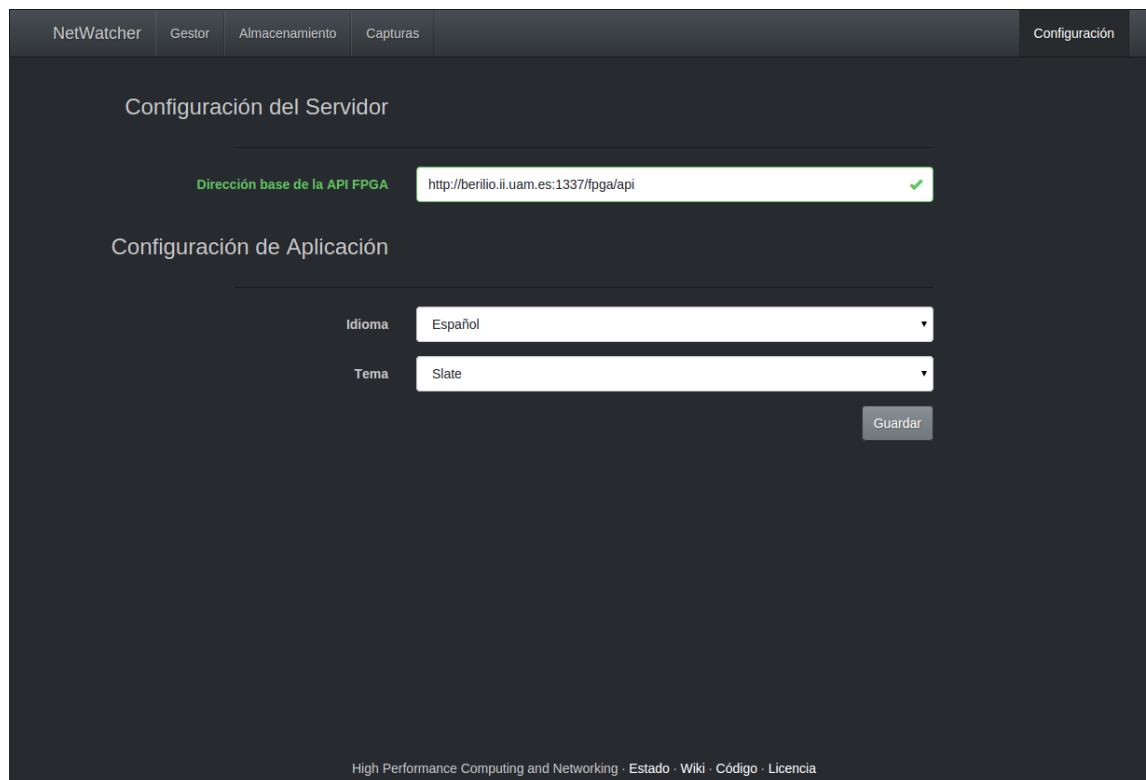 NetWatcher Gestor Almacenamiento Capturas Configuración
Configuración del Servidor
Dirección base de la API FPGA http://berilio.ii.uam.es:1337/fpga/api
Configuración de Aplicación
Idioma Español
Tema Slate
Guardar
High Performance Computing and Networking · Estado · Wiki · Código · Licencia